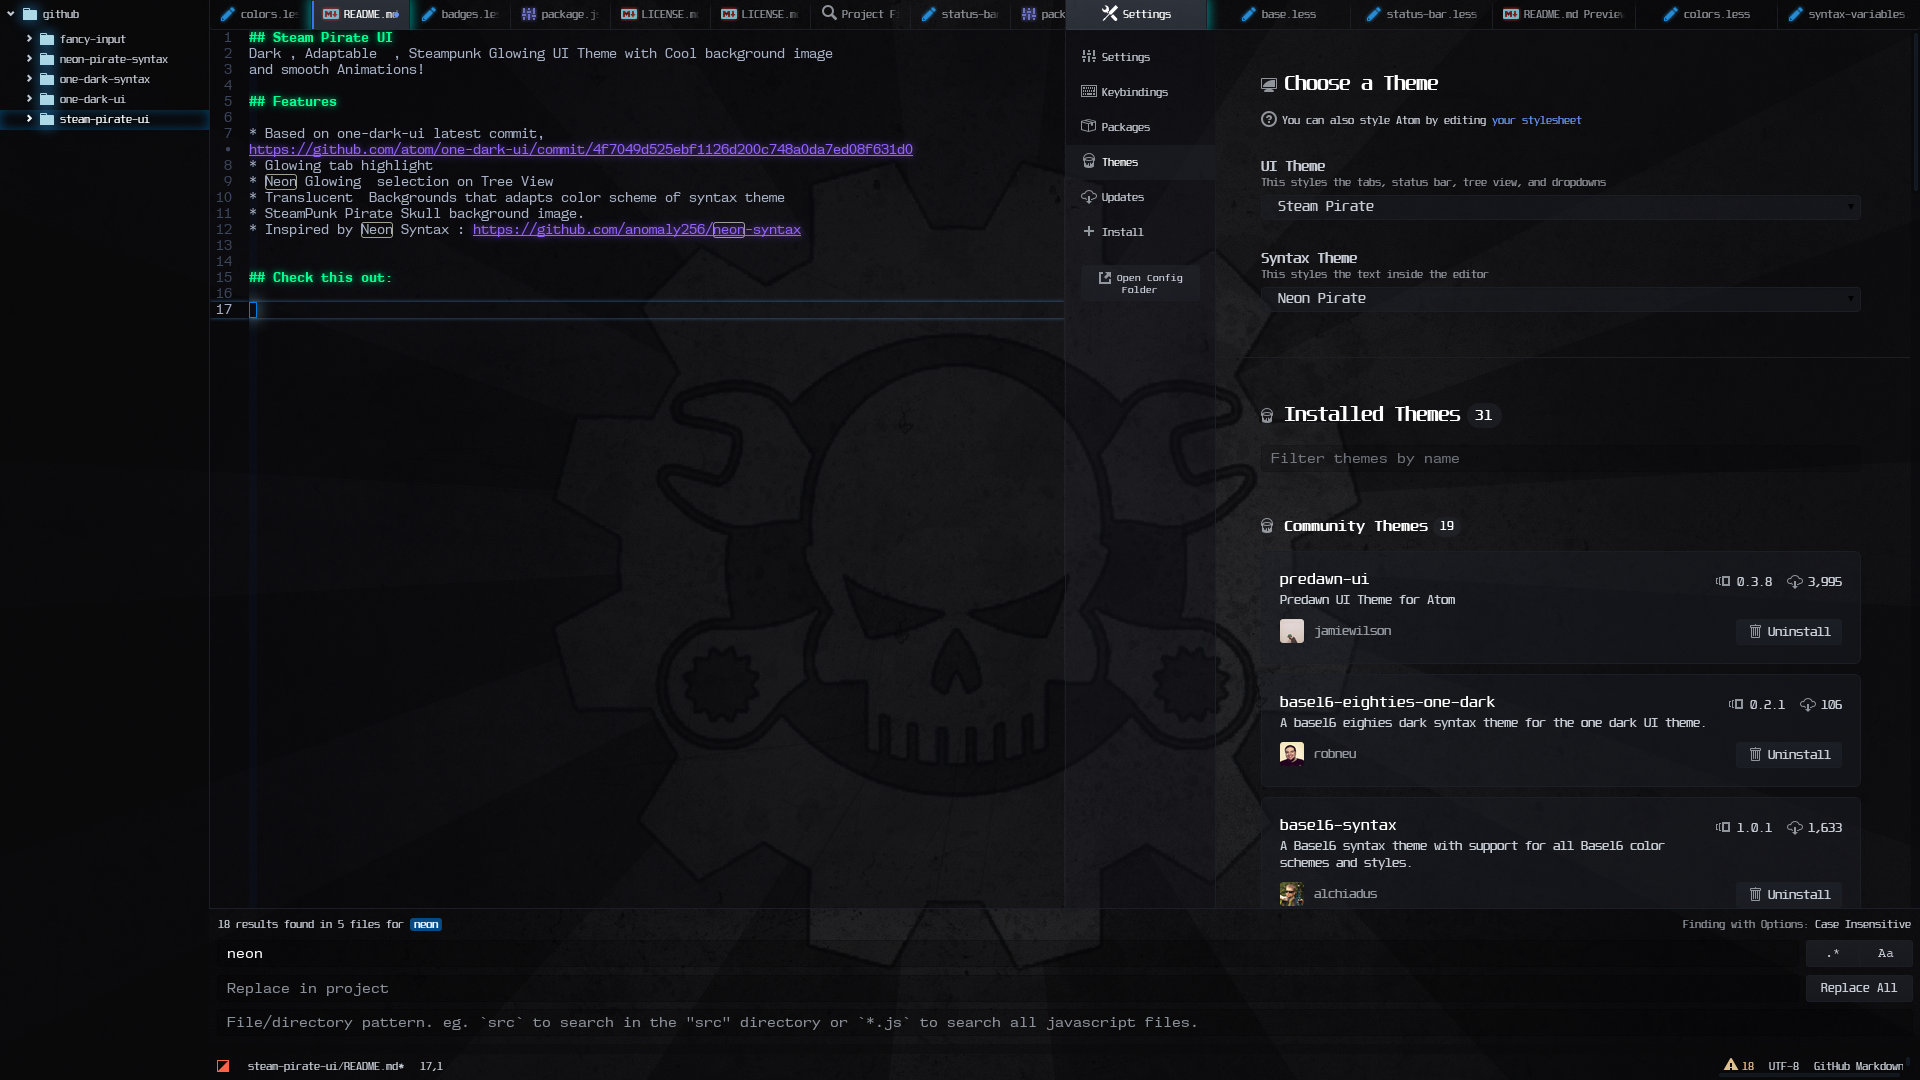 github
fancy-input
neon-pirate-syntax
one-dark-syntax
one-dark-ui
steam-pirate-ui
colors.les
README.md
badges.les
package.j
LICENSE.m
LICENSE.m
Project F
status-ba
pack
Settings
base.less
status-bar.less
README.md Preview
colors.less
syntax-variables
1 ## Steam Pirate UI
2 Dark , Adaptable  , Steampunk Glowing UI Theme with Cool background image
3 and smooth Animations!
4
5 ## Features
6
7 * Based on one-dark-ui latest commit,
• https://github.com/atom/one-dark-ui/commit/4f7049d525ebf1126d200c748a0da7ed08f631d0
8 * Glowing tab highlight
9 * Neon Glowing  selection on Tree View
10 * Translucent  Backgrounds that adapts color scheme of syntax theme
11 * SteamPunk Pirate Skull background image.
12 * Inspired by Neon Syntax : https://github.com/anomaly256/neon-syntax
13
14
15 ## Check this out:
16
17
Settings
Keybindings
Packages
Themes
Updates
Install
Open Config
Folder
Choose a Theme
You can also style Atom by editing your stylesheet
UI Theme
This styles the tabs, status bar, tree view, and dropdowns
Steam Pirate
Syntax Theme
This styles the text inside the editor
Neon Pirate
Installed Themes 31
Filter themes by name
Community Themes 19
predawn-ui 0.3.8 3,995
Predawn UI Theme for Atom
jamiewilson Uninstall
base16-eighties-one-dark 0.2.1 106
A base16 eighies dark syntax theme for the one dark UI theme.
robneu Uninstall
base16-syntax 1.0.1 1,633
A Base16 syntax theme with support for all Base16 color
schemes and styles.
alchiadus Uninstall
18 results found in 5 files for neon
Finding with Options: Case Insensitive
neon
.* Aa
Replace in project
Replace All
File/directory pattern. eg. `src` to search in the "src" directory or `*.js` to search all javascript files.
steam-pirate-ui/README.md* 17,1
18 UTF-8 GitHub Markdown